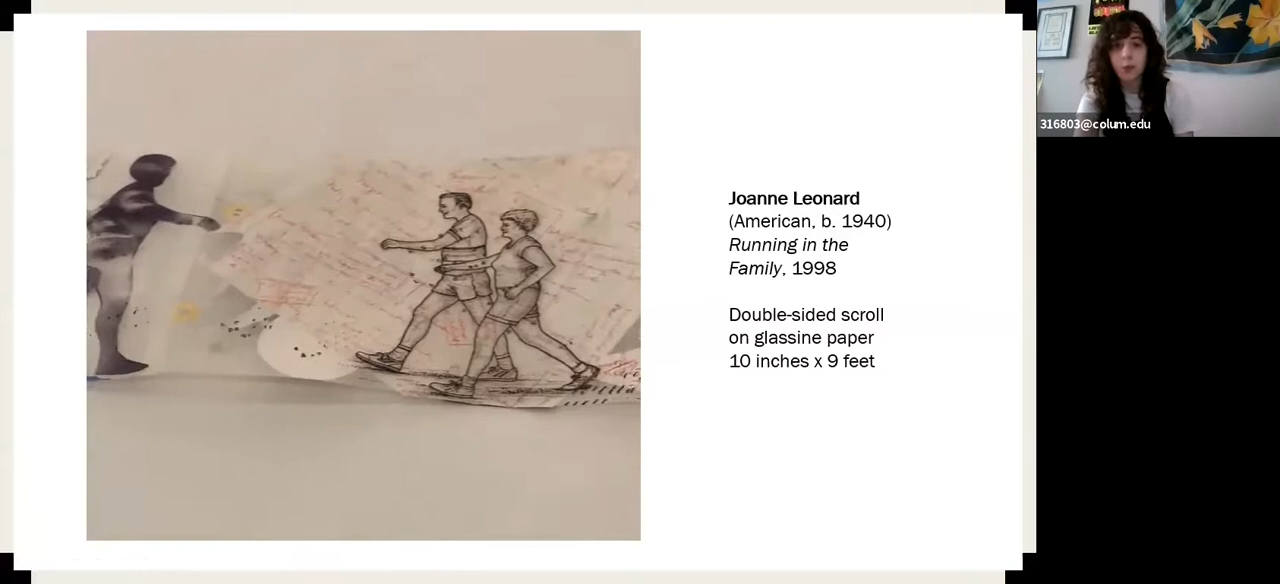 Joanne Leonard
(American, b. 1940)
Running in the
Family, 1998
Double-sided scroll
on glassine paper
10 inches x 9 feet
316803@colum.edu